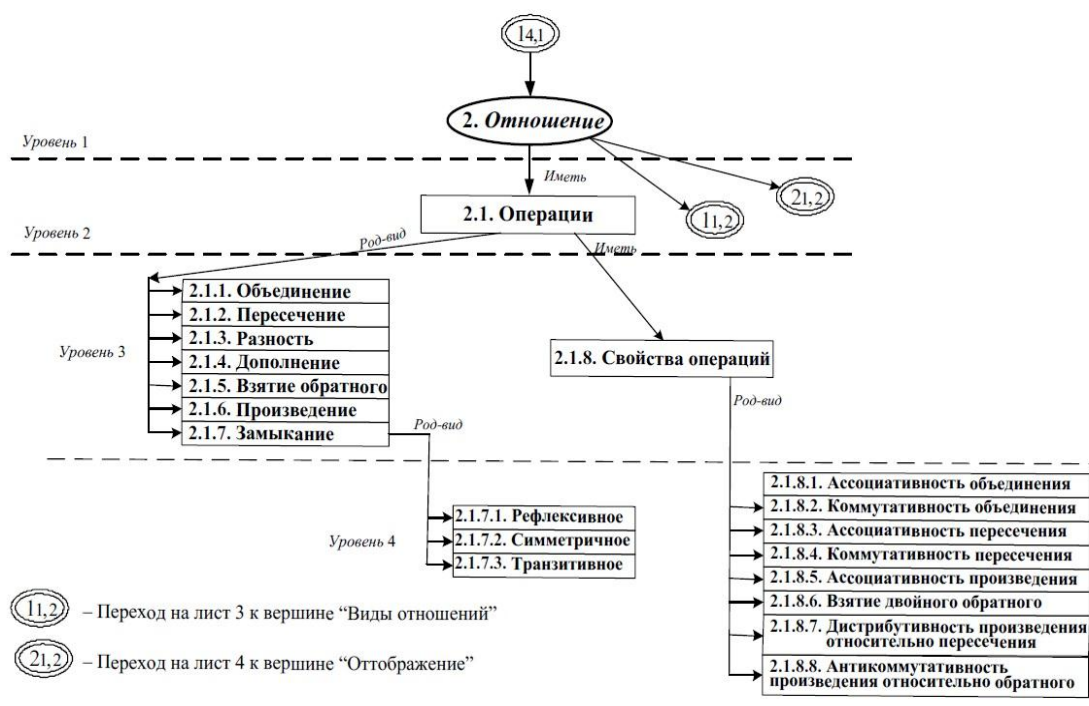 14,1
2. Отношение
Уровень 1
Иметь
21,2
2.1. Операции
11,2
Уровень 2
Род-вид
Иметь
2.1.1. Объединение
2.1.2. Пересечение
2.1.3. Разность
Уровень 3
2.1.4. Дополнение
2.1.5. Взятие обратного
2.1.6. Произведение
2.1.7. Замыкание
2.1.8. Свойства операций
Род-вид
Род-вид
2.1.7.1. Рефлексивное
2.1.7.2. Симметричное
2.1.7.3. Транзитивное
Уровень 4
2.1.8.1. Ассоциативность объединения
2.1.8.2. Коммутативность объединения
2.1.8.3. Ассоциативность пересечения
2.1.8.4. Коммутативность пересечения
2.1.8.5. Ассоциативность произведения
2.1.8.6. Взятие двойного обратного
2.1.8.7. Дистрибутивность произведения
относительно пересечения
2.1.8.8. Антикоммутативность
произведения относительно обратного
11,2 – Переход на лист 3 к вершине “Виды отношений”
21,2 – Переход на лист 4 к вершине “Оттображение”